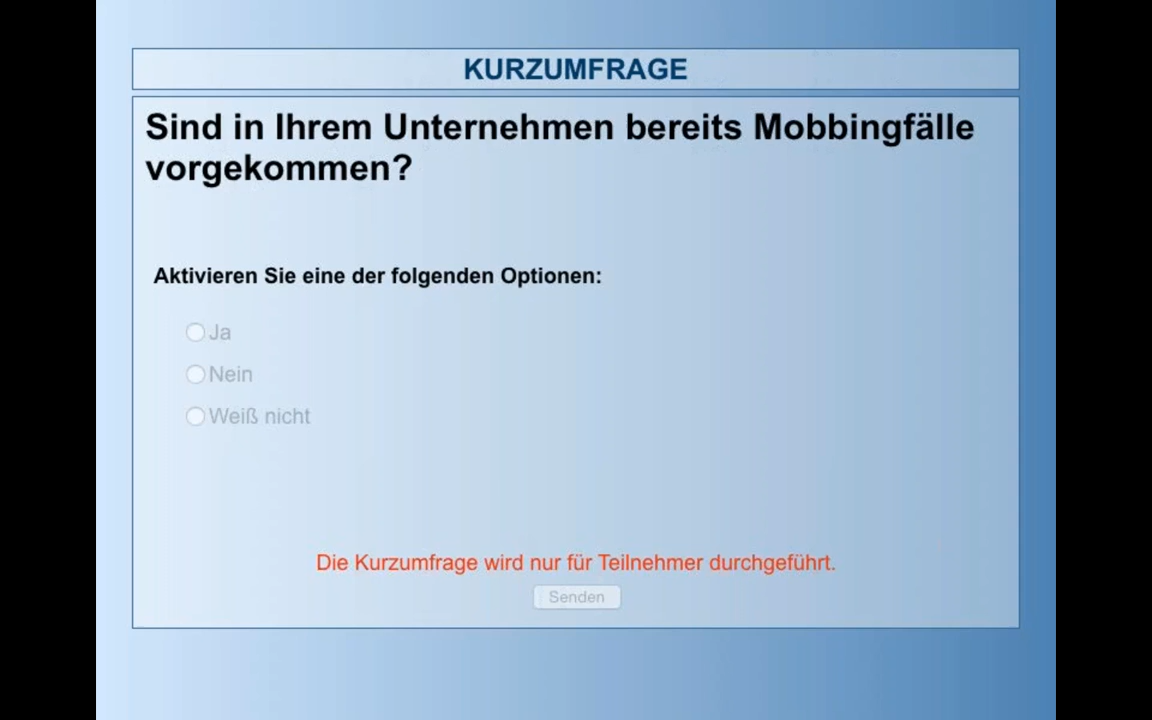 KURZUMFRAGE
Sind in Ihrem Unternehmen bereits Mobbingfälle
vorgekommen?
Aktivieren Sie eine der folgenden Optionen:
Ja
Nein
Weiß nicht
Die Kurzumfrage wird nur für Teilnehmer durchgeführt.
Senden